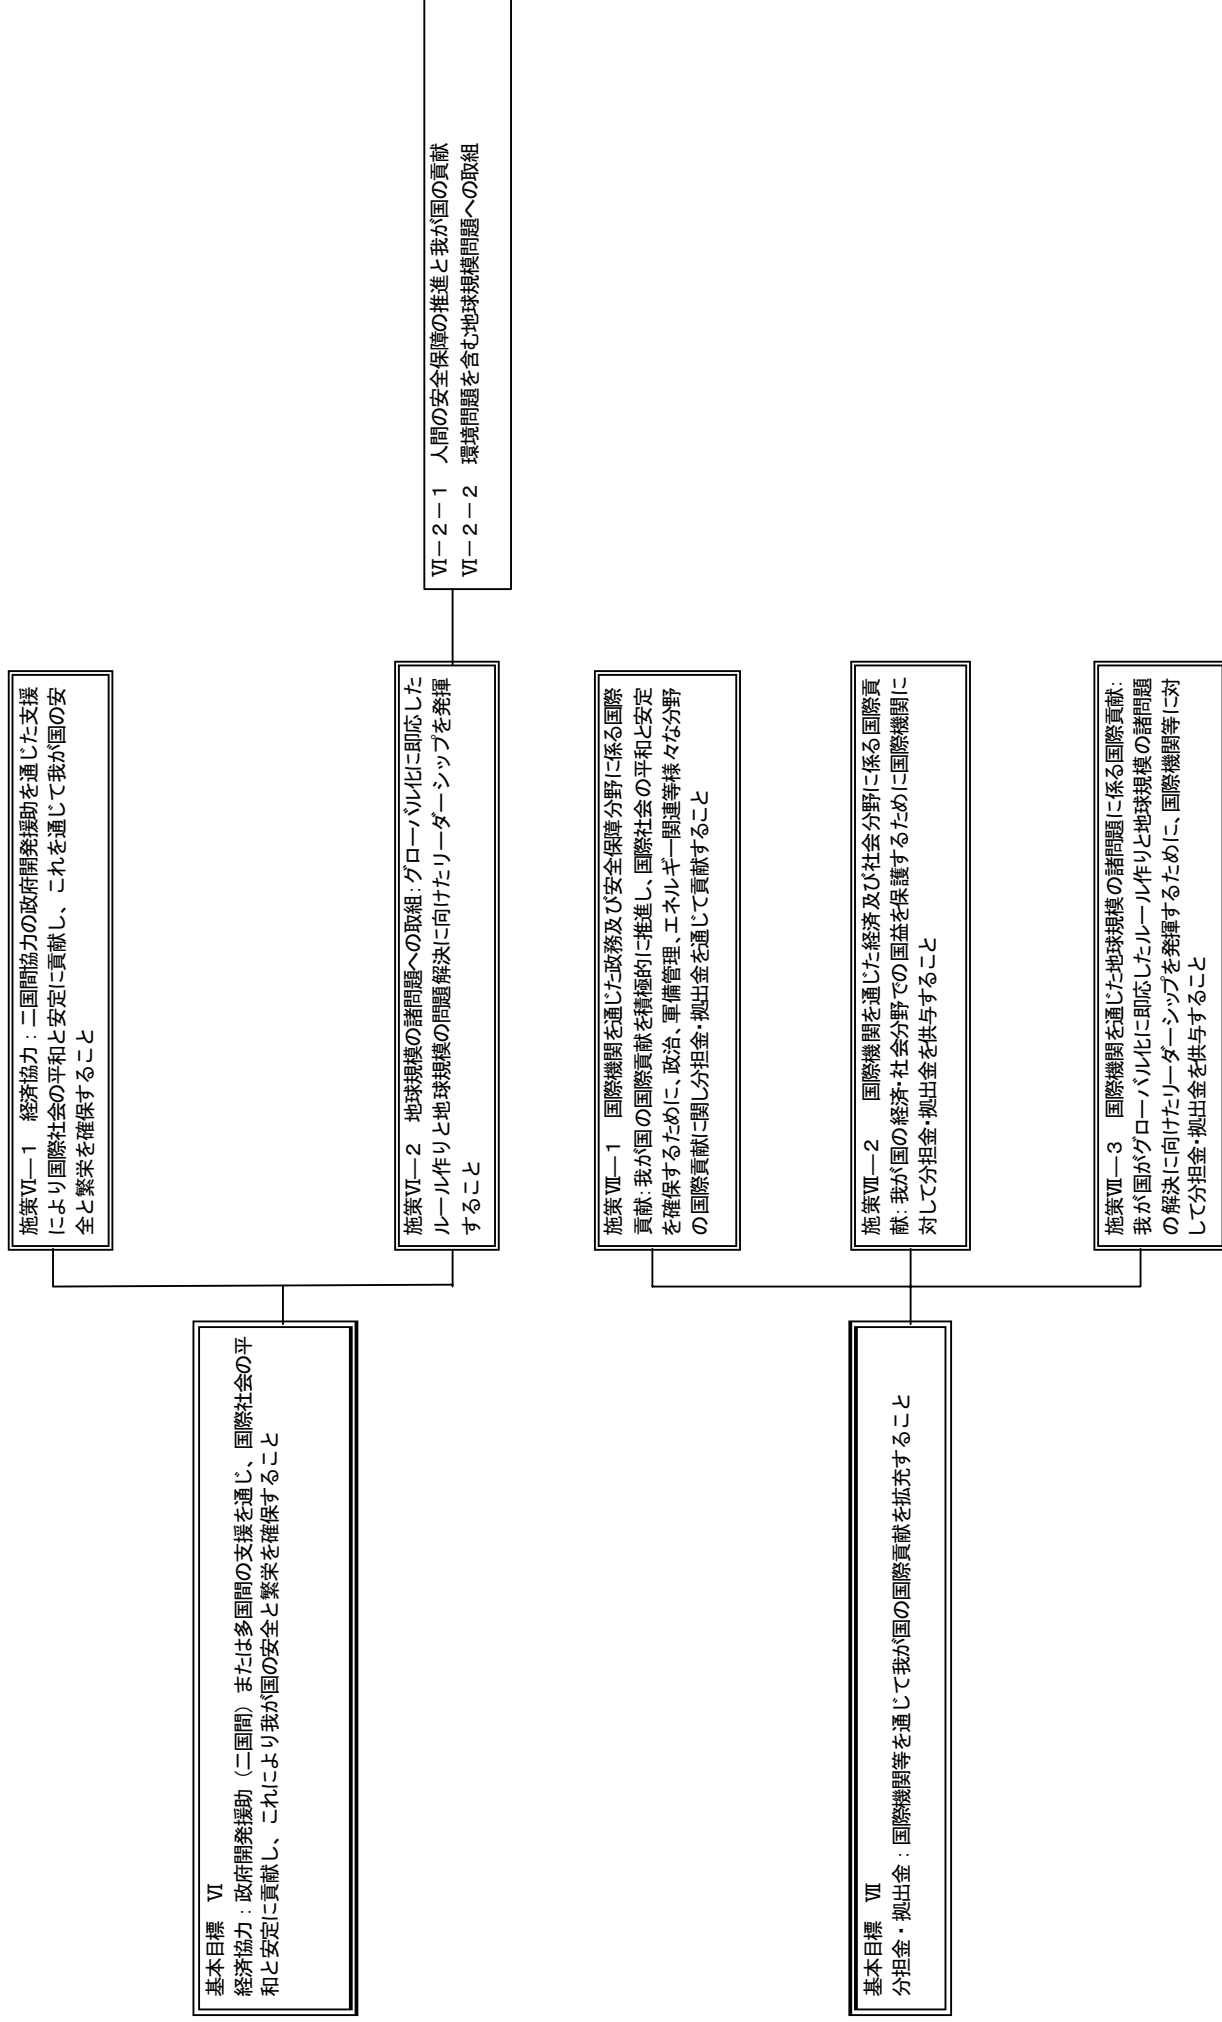 基本目標　Ⅵ
経済協力：政府開発援助（二国間）または多国間の支援を通じ、国際社会の平
和と安定に貢献し、これにより我が国の安全と繁栄を確保すること
施策Ⅵ―１　経済協力：二国間協力の政府開発援助を通じた支援
により国際社会の平和と安定に貢献し、これを通じて我が国の安
全と繁栄を確保すること
施策Ⅵ―２　地球規模の諸問題への取組：グローバル化に即応した
ルール作りと地球規模の問題解決に向けたリーダーシップを発揮
すること
Ⅵ－２－１　人間の安全保障の推進と我が国の貢献
Ⅵ－２－２　環境問題を含む地球規模問題への取組
基本目標　Ⅶ
分担金・拠出金：国際機関等を通じて我が国の国際貢献を拡充すること
施策Ⅶ―１　国際機関を通じた政務及び安全保障分野に係る国際
貢献：我が国の国際貢献を積極的に推進し、国際社会の平和と安定
を確保するために、政治、軍備管理、エネルギー関連等様々な分野
の国際貢献に関し分担金・拠出金を通じて貢献すること
施策Ⅶ―２　国際機関を通じた経済及び社会分野に係る国際貢
献：我が国の経済・社会分野での国益を保護するために国際機関に
対して分担金・拠出金を供与すること
施策Ⅶ―３　国際機関を通じた地球規模の諸問題に係る国際貢献：
我が国がグローバル化に即応したルール作りと地球規模の諸問題
の解決に向けたリーダーシップを発揮するために、国際機関等に対
して分担金・拠出金を供与すること